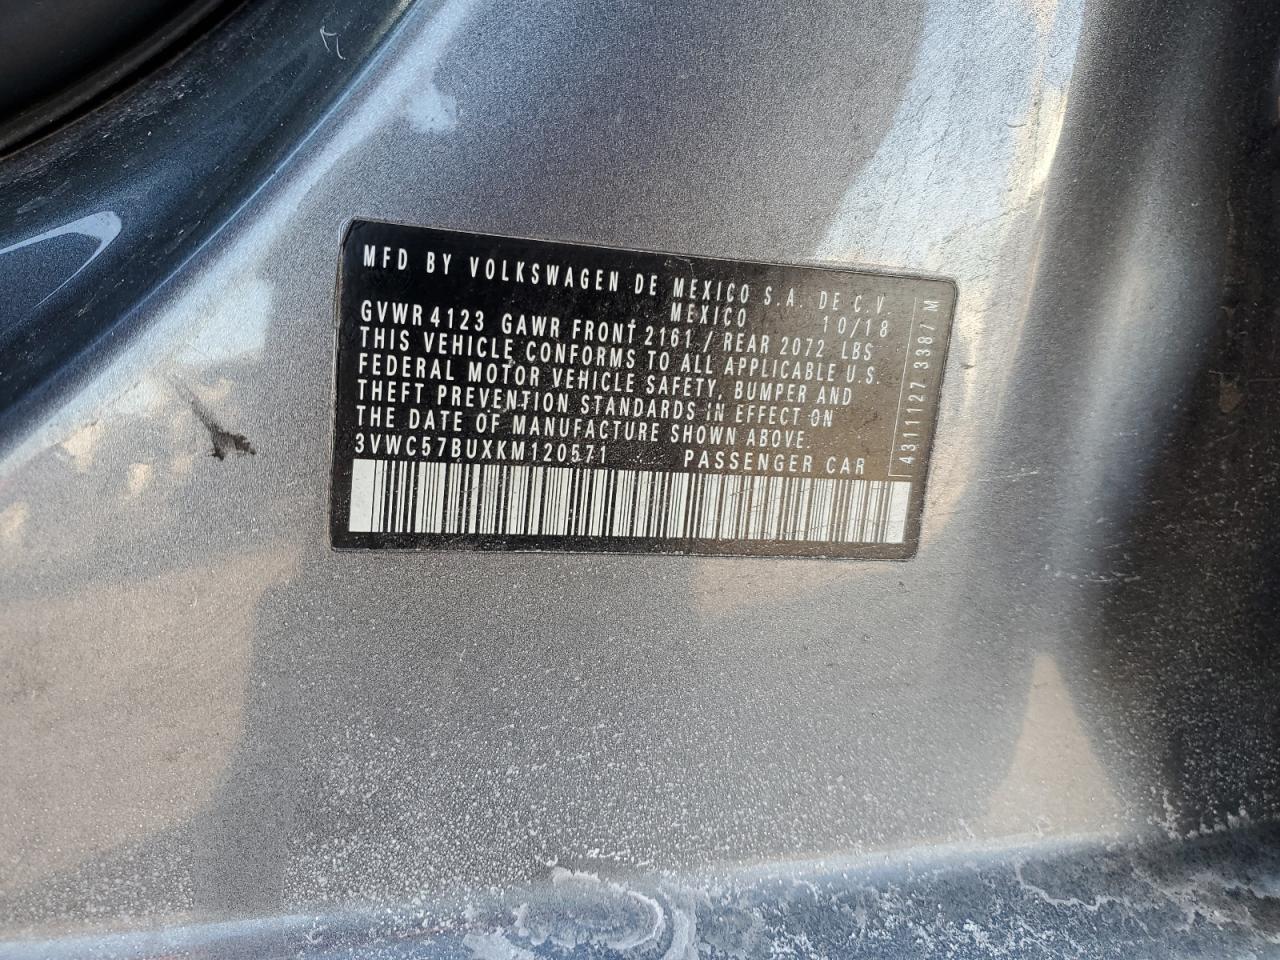 MFD BY VOLKSWAGEN DE MEXICO S.A. DE C.V.
MEXICO 10/18
GVWR 4123 GAWR FRONT 2161 / REAR 2072 LBS
THIS VEHICLE CONFORMS TO ALL APPLICABLE U.S.
FEDERAL MOTOR VEHICLE SAFETY, BUMPER AND
THEFT PREVENTION STANDARDS IN EFFECT ON
THE DATE OF MANUFACTURE SHOWN ABOVE.
3VWC57BUXKM120571 PASSENGER CAR
4311127 338/ M